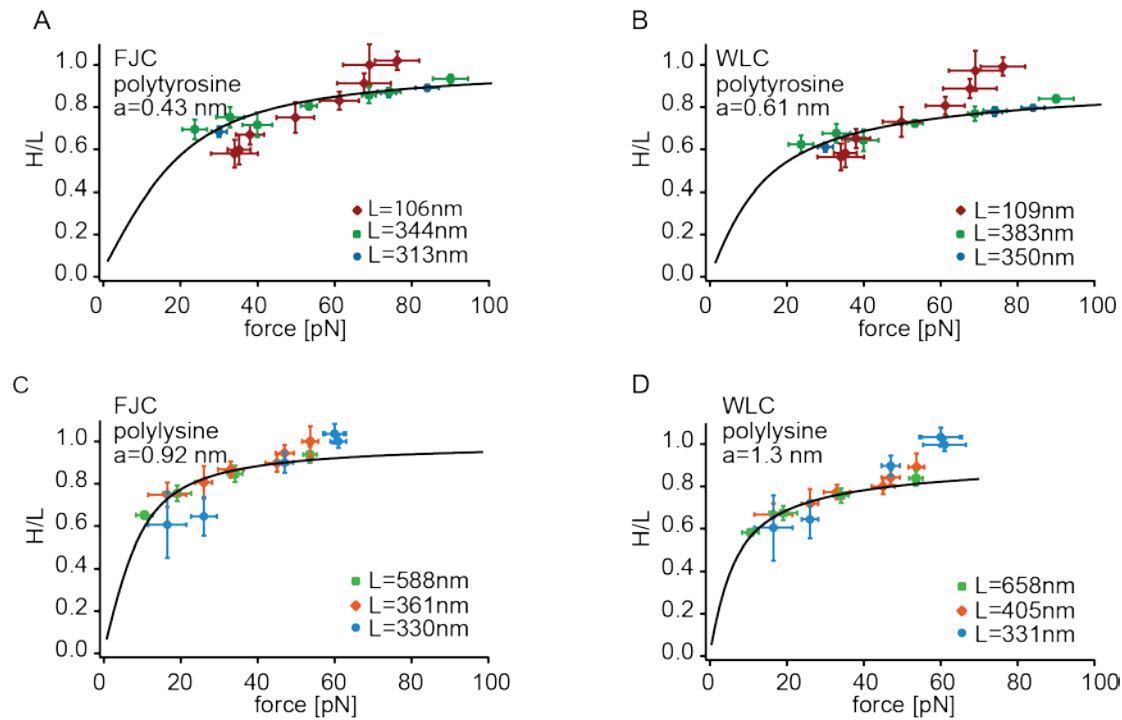 A
FJC
polytyrosine
a=0.43 nm
1.0
0.8
0.6
0.4
0.2
0.0
H/L
L=106nm
L=344nm
L=313nm
0 20 40 60 80 100
force [pN]
B
WLC
polytyrosine
a=0.61 nm
1.0
0.8
0.6
0.4
0.2
0.0
H/L
L=109nm
L=383nm
L=350nm
0 20 40 60 80 100
force [pN]
C
FJC
polylysine
a=0.92 nm
1.0
0.8
0.6
0.4
0.2
0.0
H/L
L=588nm
L=361nm
L=330nm
0 20 40 60 80 100
force [pN]
D
WLC
polylysine
a=1.3 nm
1.0
0.8
0.6
0.4
0.2
0.0
H/L
L=658nm
L=405nm
L=331nm
0 20 40 60 80 100
force [pN]